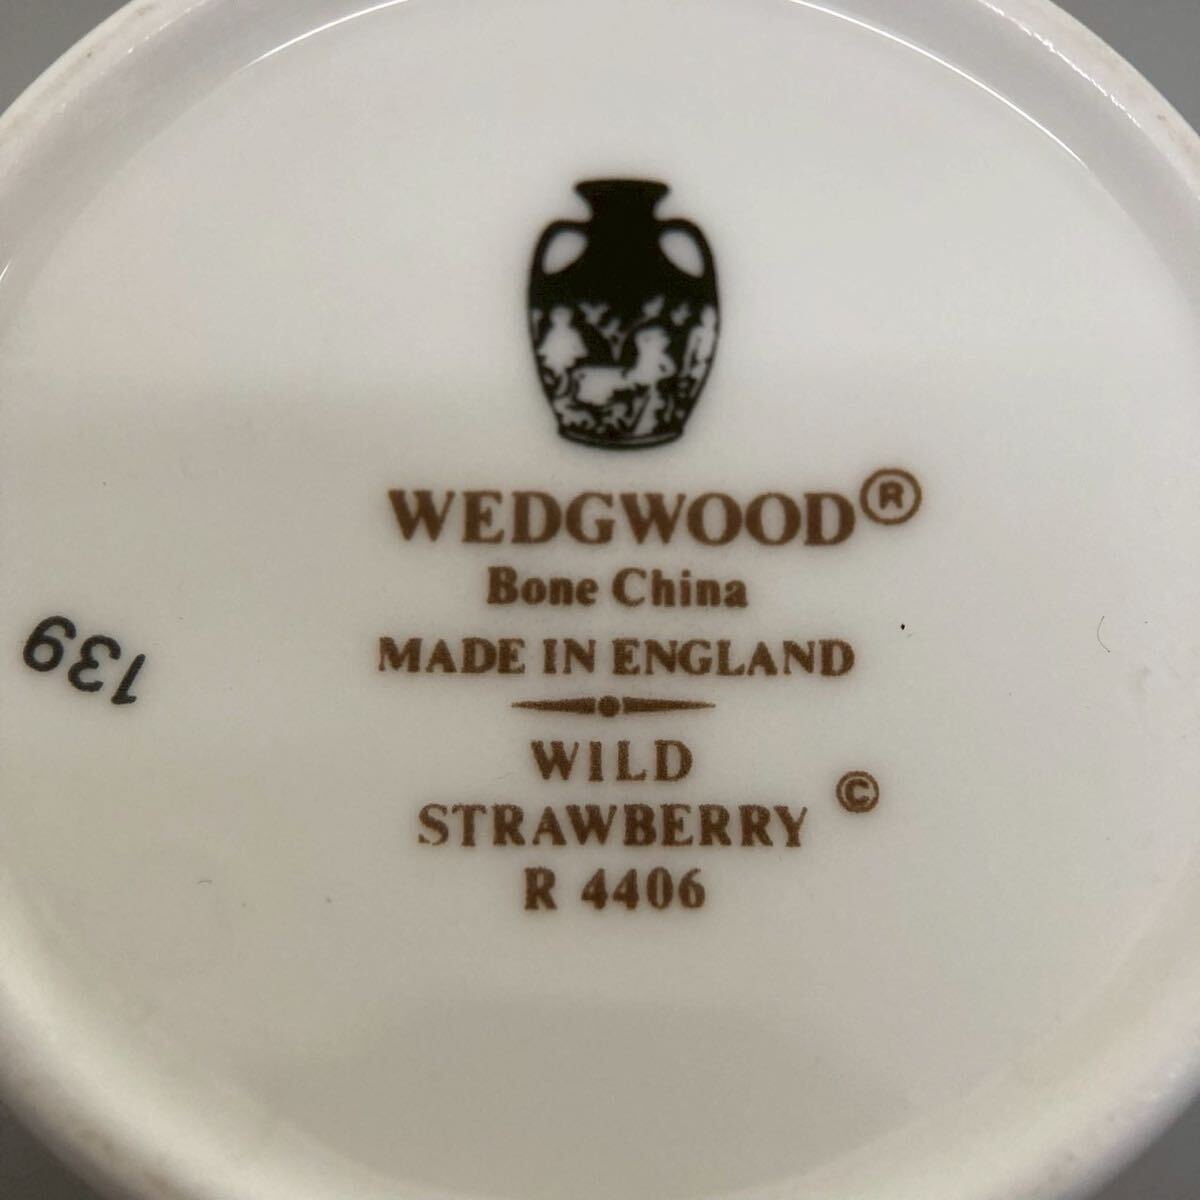 WEDGWOOD®
Bone China
MADE IN ENGLAND
WILD
STRAWBERRY ©
R 4406
139